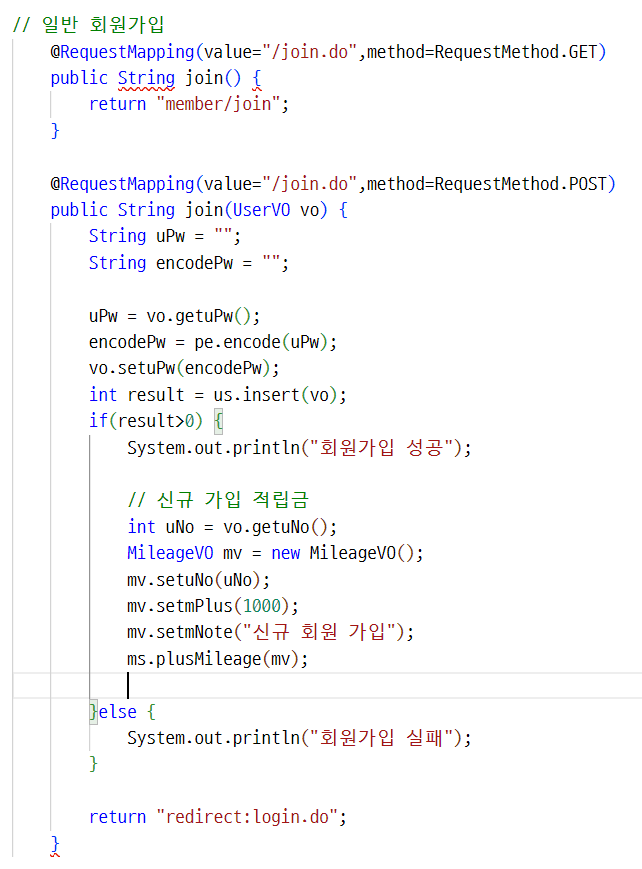 // 일반 회원가입
@RequestMapping(value="/join.do",method=RequestMethod.GET)
public String join() {
return "member/join";
}
@RequestMapping(value="/join.do",method=RequestMethod.POST)
public String join(UserVO vo) {
String uPw = "";
String encodePw = "";
uPw = vo.getuPw();
encodePw = pe.encode(uPw);
vo.setuPw(encodePw);
int result = us.insert(vo);
if(result>0) {
System.out.println("회원가입 성공");
// 신규 가입 적립금
int uNo = vo.getuNo();
MileageVO mv = new MileageVO();
mv.setuNo(uNo);
mv.setmPlus(1000);
mv.setmNote("신규 회원 가입");
ms.plusMileage(mv);
}else {
System.out.println("회원가입 실패");
}
return "redirect:login.do";
}